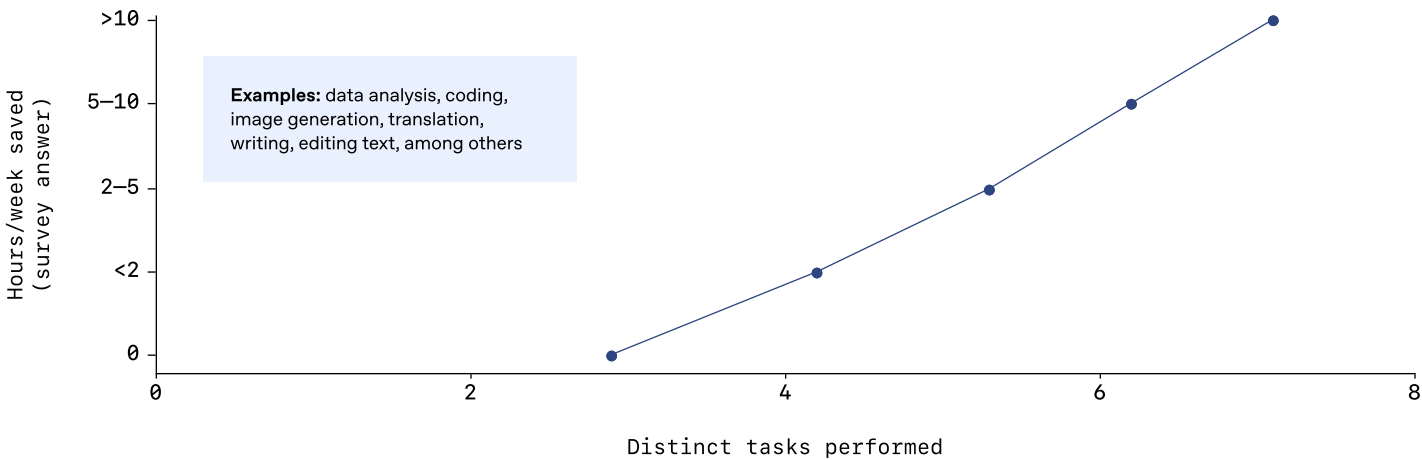 >10
5–10
2–5
<2
0
Hours/week saved
(survey answer)
Examples: data analysis, coding,
image generation, translation,
writing, editing text, among others
0 2 4 6 8
Distinct tasks performed